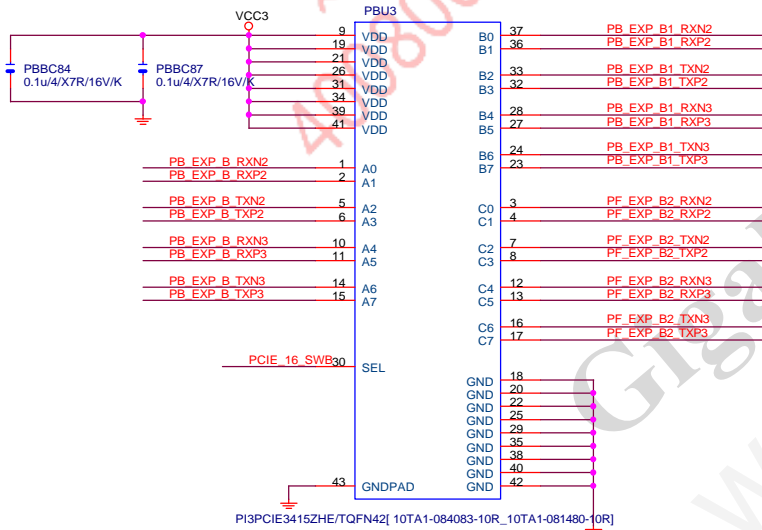 VCC3
PBU3
PBBC84
0.1u/4/X7R/16V/K
PBBC87
0.1u/4/X7R/16V/K
9 VDD
19 VDD
21 VDD
26 VDD
31 VDD
34 VDD
39 VDD
41 VDD
PB_EXP_B_RXN2 1 A0
PB_EXP_B_RXP2 2 A1
PB_EXP_B_TXN2 5 A2
PB_EXP_B_TXP2 6 A3
PB_EXP_B_RXN3 10 A4
PB_EXP_B_RXP3 11 A5
PB_EXP_B_TXN3 14 A6
PB_EXP_B_TXP3 15 A7
PCIE_16_SWB 30 SEL
43 GNDPAD
B0 37 PB_EXP_B1_RXN2
B1 36 PB_EXP_B1_RXP2
B2 33 PB_EXP_B1_TXN2
B3 32 PB_EXP_B1_TXP2
B4 28 PB_EXP_B1_RXN3
B5 27 PB_EXP_B1_RXP3
B6 24 PB_EXP_B1_TXN3
B7 23 PB_EXP_B1_TXP3
C0 3 PF_EXP_B2_RXN2
C1 4 PF_EXP_B2_RXP2
C2 7 PF_EXP_B2_TXN2
C3 8 PF_EXP_B2_TXP2
C4 12 PF_EXP_B2_RXN3
C5 13 PF_EXP_B2_RXP3
C6 16 PF_EXP_B2_TXN3
C7 17 PF_EXP_B2_TXP3
GND 18
GND 20
GND 22
GND 25
GND 29
GND 35
GND 38
GND 40
GND 42
PI3PCIE3415ZHE/TQFN42[ 10TA1-084083-10R_10TA1-081480-10R]